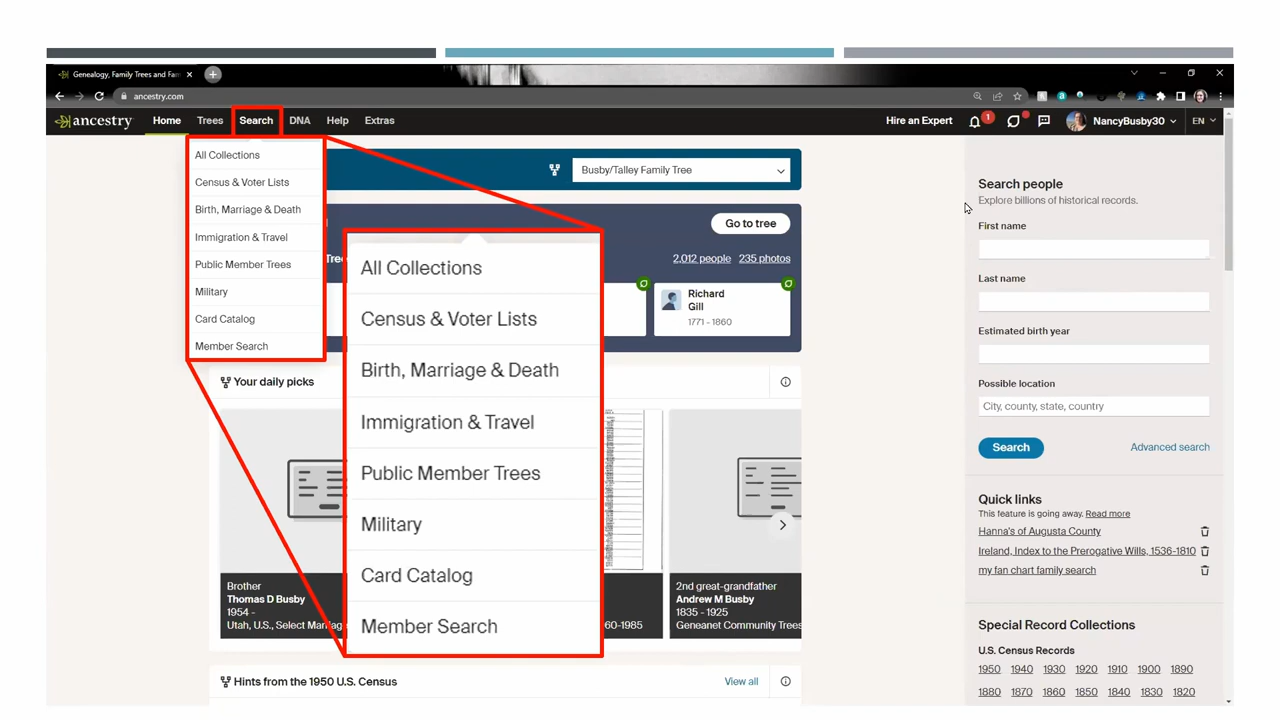 Genealogy, Family Trees and Fam
ancestry.com
ancestry Home Trees Search DNA Help Extras Hire an Expert 1 NancyBusby30 EN
All Collections
Census & Voter Lists
Birth, Marriage & Death
Immigration & Travel
Public Member Trees
Military
Card Catalog
Member Search
Busby/Talley Family Tree
Go to tree
Tree
2,012 people 235 photos
Richard
Gill
1771 - 1860
All Collections
Census & Voter Lists
Birth, Marriage & Death
Immigration & Travel
Public Member Trees
Military
Card Catalog
Member Search
Your daily picks
Brother
Thomas D Busby
1954 -
Utah, U.S., Select Marriag
60-1985
2nd great-grandfather
Andrew M Busby
1835 - 1925
Geneanet Community Trees
Hints from the 1950 U.S. Census View all
Search people
Explore billions of historical records.
First name
Last name
Estimated birth year
Possible location
City, county, state, country
Search Advanced search
Quick links
This feature is going away. Read more
Hanna's of Augusta County
Ireland, Index to the Prerogative Wills, 1536-1810
my fan chart family search
Special Record Collections
U.S. Census Records
1950 1940 1930 1920 1910 1900 1890
1880 1870 1860 1850 1840 1830 1820